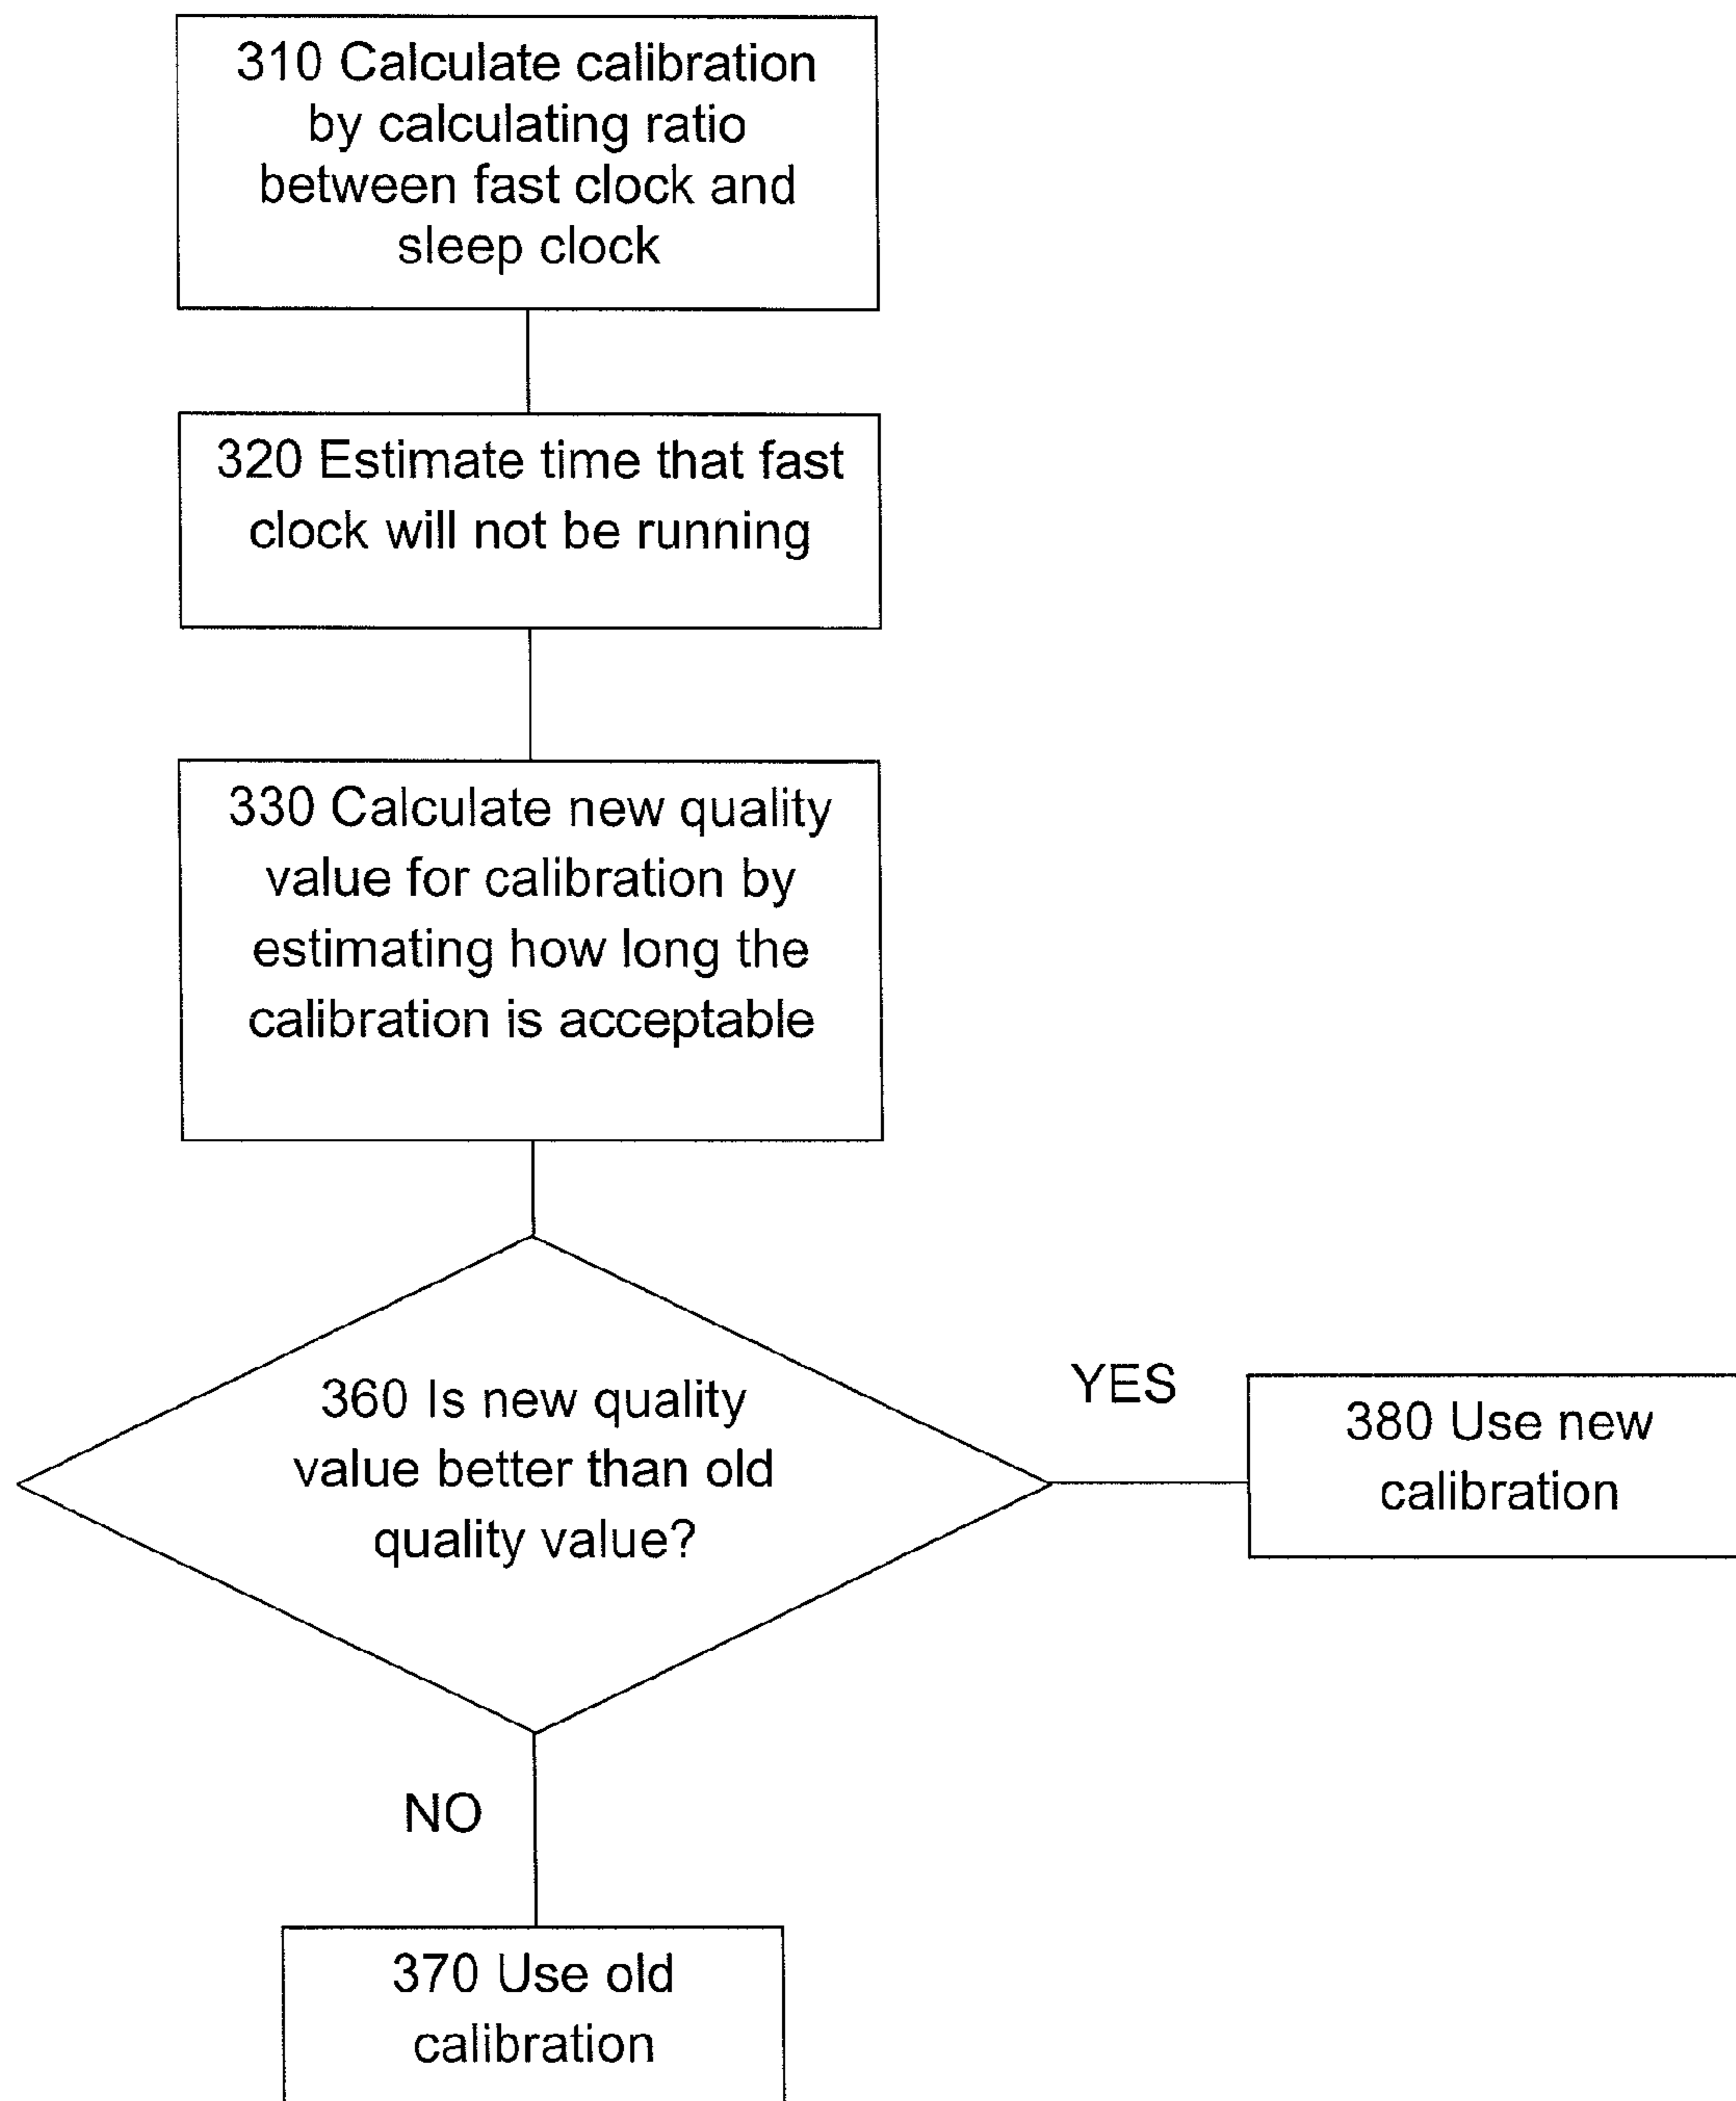 310 Calculate calibration
by calculating ratio
between fast clock and
sleep clock
320 Estimate time that fast
clock will not be running
330 Calculate new quality
value for calibration by
estimating how long the
calibration is acceptable
360 Is new quality
value better than old
quality value?
YES
380 Use new
calibration
NO
370 Use old
calibration